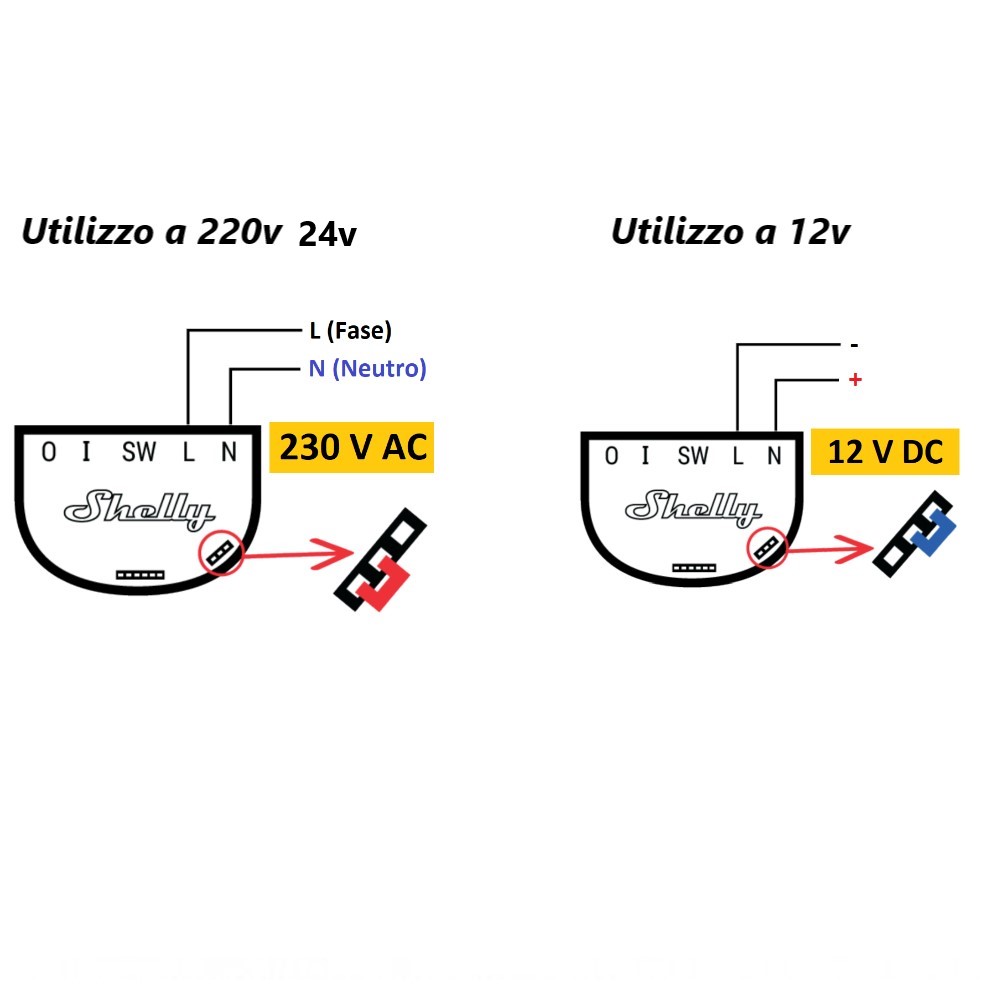 Utilizzo a 220v 24v
L (Fase)
N (Neutro)
230 V AC
O I SW L N
Shelly
Utilizzo a 12v
-
+
12 V DC
O I SW L N
Shelly